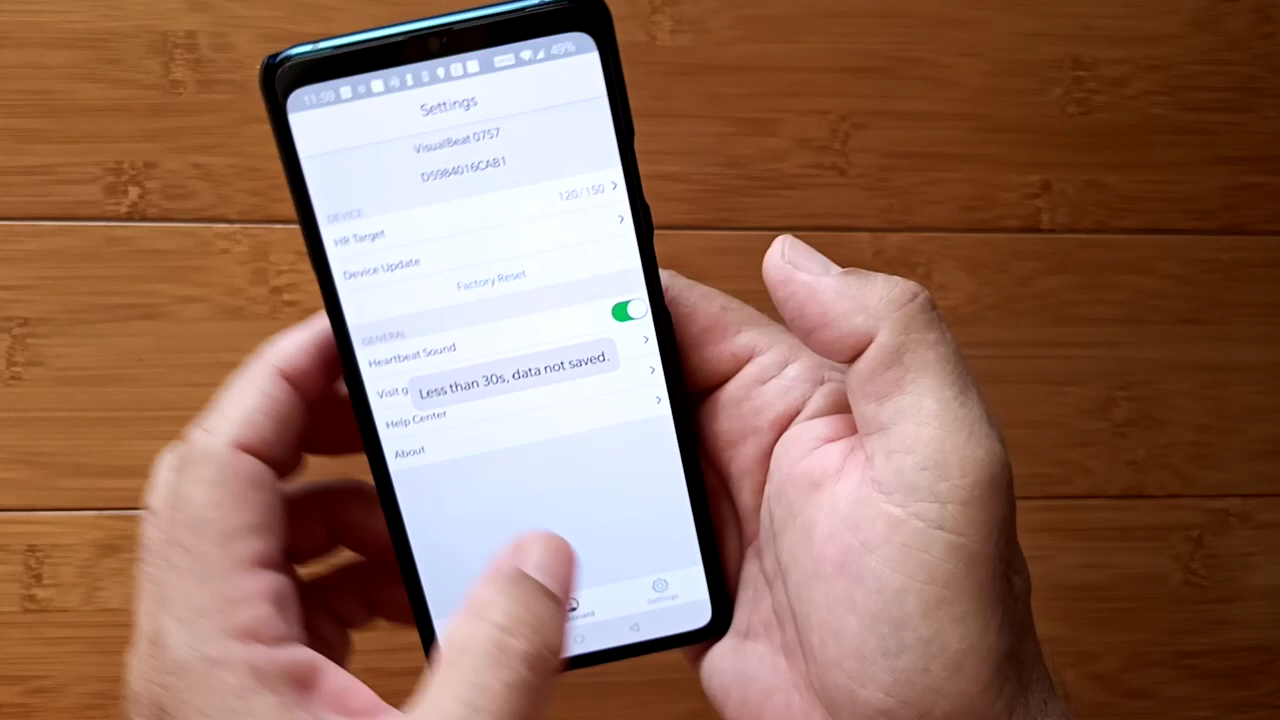 11:59
49%
Settings
VisualBeat 0757
D5984016CAB1
DEVICE
HR Target 120/150
Device Update
Factory Reset
GENERAL
Heartbeat Sound
Visit g
Less than 30s, data not saved.
Help Center
About
board
Settings